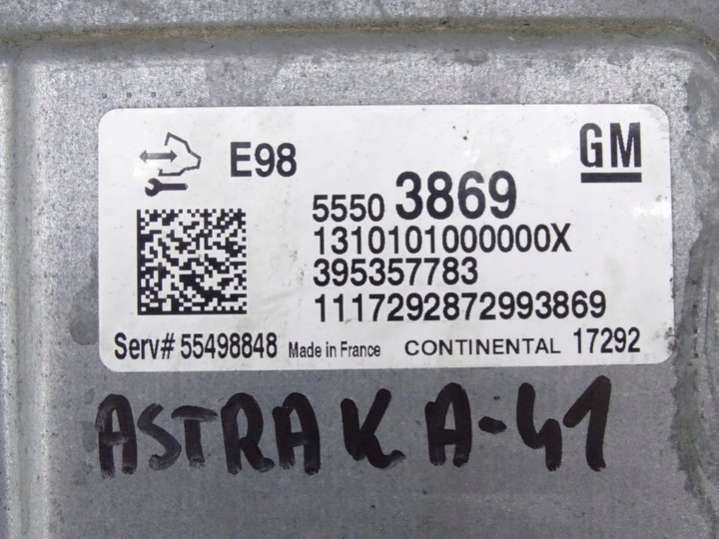 E98
GM
5550 3869
1310101000000X
395357783
1117292872993869
Serv# 55498848 Made in France CONTINENTAL 17292
ASTRA K A-41